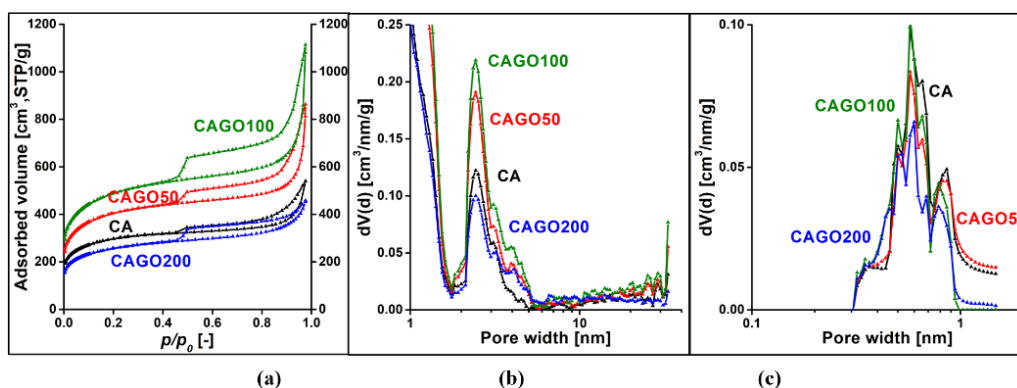 Adsorbed volume [cm³,STP/g]
1200
1000
800
600
400
200
0
1200
1000
800
600
400
200
0
CAGO100
CAGO50
CA
CAGO200
0.0 0.2 0.4 0.6 0.8 1.0
p/p₀ [-]
(a)
dV(d) [cm³/nm/g]
0.25
0.20
0.15
0.10
0.05
0.00
CAGO100
CAGO50
CA
CAGO200
1 10
Pore width [nm]
(b)
dV(d) [cm³/nm/g]
0.10
0.05
0.00
CA
CAGO100
CAGO200
CAGO5
0.1 1
Pore width [nm]
(c)